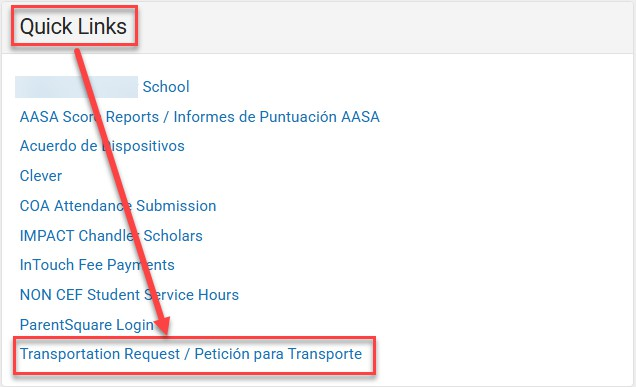 Quick Links
School
AASA Score Reports / Informes de Puntuación AASA
Acuerdo de Dispositivos
Clever
COA Attendance Submission
IMPACT Chandler Scholars
InTouch Fee Payments
NON CEF Student Service Hours
ParentSquare Login
Transportation Request / Petición para Transporte